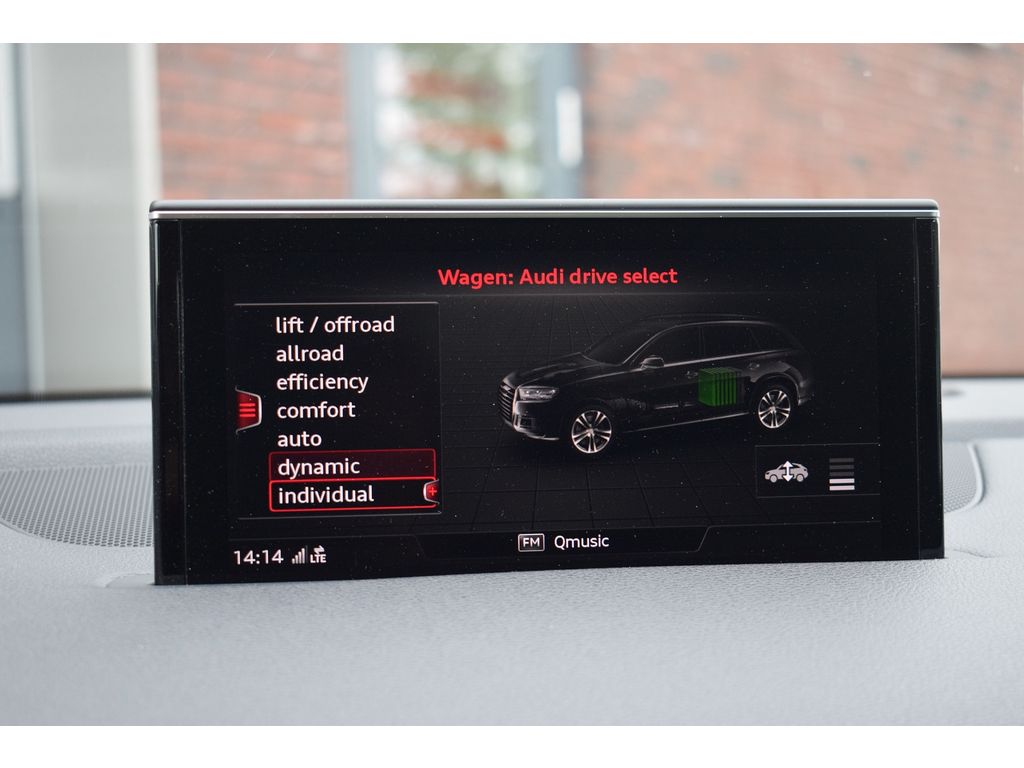 Wagen: Audi drive select
lift / offroad
allroad
efficiency
comfort
auto
dynamic
individual
14:14 LTE
FM Qmusic